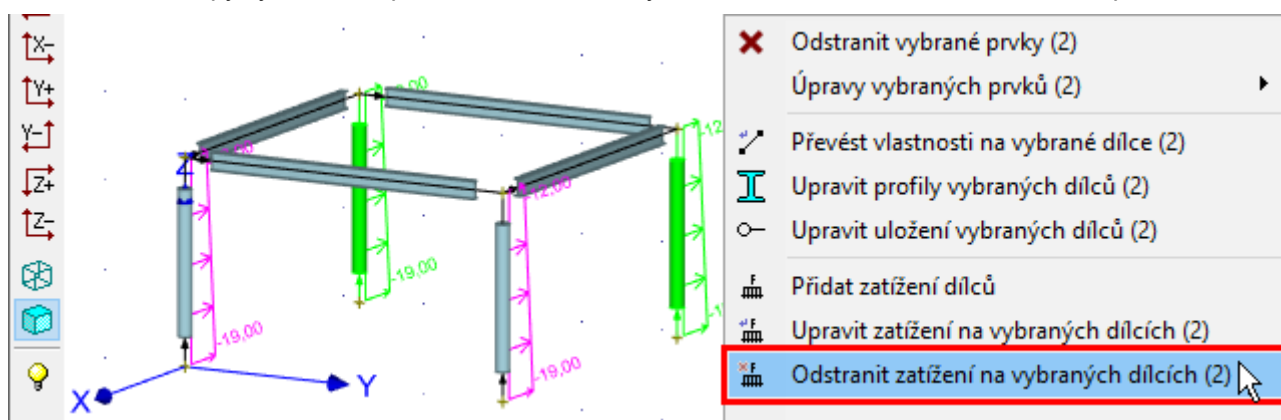 X-
Y+
Y-
Z+
Z-
Z
-12,00
-19,00
-19,00
-19,00
X
Y
Odstranit vybrané prvky (2)
Úpravy vybraných prvků (2)
Převést vlastnosti na vybrané dílce (2)
Upravit profily vybraných dílců (2)
Upravit uložení vybraných dílců (2)
Přidat zatížení dílců
Upravit zatížení na vybraných dílcích (2)
Odstranit zatížení na vybraných dílcích (2)